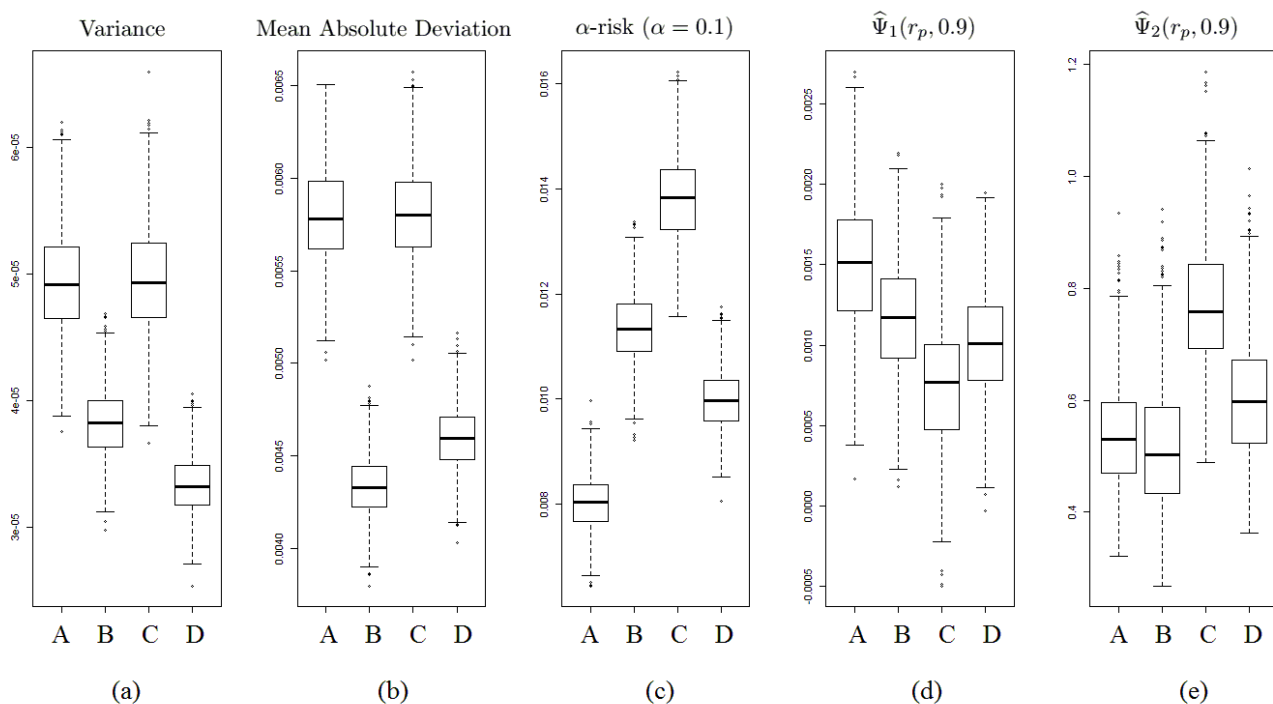 Variance
6e-05
5e-05
4e-05
3e-05
A B C D
(a)
Mean Absolute Deviation
0.0065
0.0060
0.0055
0.0050
0.0045
0.0040
A B C D
(b)
α-risk (α = 0.1)
0.016
0.014
0.012
0.010
0.008
A B C D
(c)
Ψ̂₁(rₚ, 0.9)
0.0025
0.0020
0.0015
0.0010
0.0005
0.0000
-0.0005
A B C D
(d)
Ψ̂₂(rₚ, 0.9)
1.2
1.0
0.8
0.6
0.4
A B C D
(e)